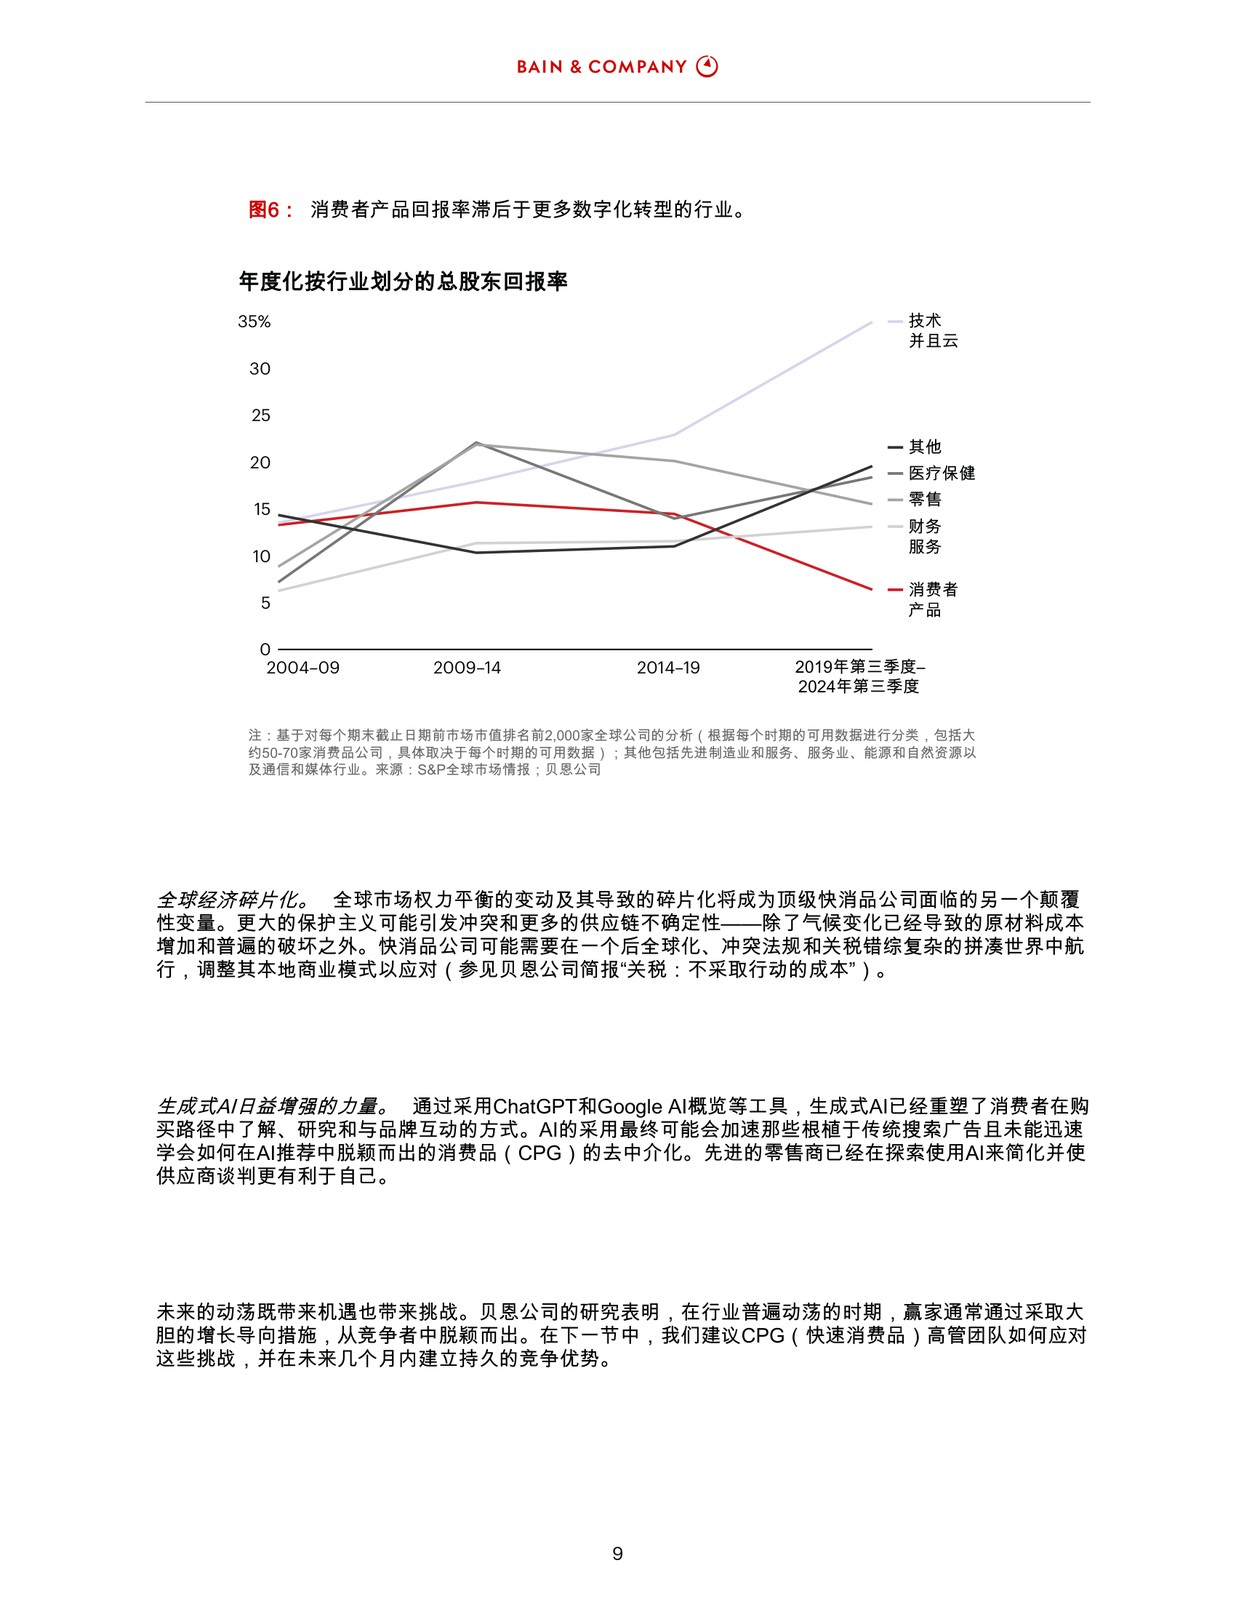 BAIN & COMPANY
图6： 消费者产品回报率滞后于更多数字化转型的行业。
年度化按行业划分的总股东回报率
35%
30
25
20
15
10
5
0
技术
并且云
其他
医疗保健
零售
财务
服务
消费者
产品
2004–09
2009–14
2014–19
2019年第三季度–
2024年第三季度
注：基于对每个期末截止日期前市场市值排名前2,000家全球公司的分析（根据每个时期的可用数据进行分类，包括大
约50-70家消费品公司，具体取决于每个时期的可用数据）；其他包括先进制造业和服务、服务业、能源和自然资源以
及通信和媒体行业。来源：S&P全球市场情报；贝恩公司
全球经济碎片化。 全球市场权力平衡的变动及其导致的碎片化将成为顶级快消品公司面临的另一个颠覆
性变量。更大的保护主义可能引发冲突和更多的供应链不确定性——除了气候变化已经导致的原材料成本
增加和普遍的破坏之外。快消品公司可能需要在一个后全球化、冲突法规和关税错综复杂的拼凑世界中航
行，调整其本地商业模式以应对（参见贝恩公司简报“关税：不采取行动的成本”）。
生成式AI日益增强的力量。 通过采用ChatGPT和Google AI概览等工具，生成式AI已经重塑了消费者在购
买路径中了解、研究和与品牌互动的方式。AI的采用最终可能会加速那些根植于传统搜索广告且未能迅速
学会如何在AI推荐中脱颖而出的消费品（CPG）的去中介化。先进的零售商已经在探索使用AI来简化并使
供应商谈判更有利于自己。
未来的动荡既带来机遇也带来挑战。贝恩公司的研究表明，在行业普遍动荡的时期，赢家通常通过采取大
胆的增长导向措施，从竞争者中脱颖而出。在下一节中，我们建议CPG（快速消费品）高管团队如何应对
这些挑战，并在未来几个月内建立持久的竞争优势。
9